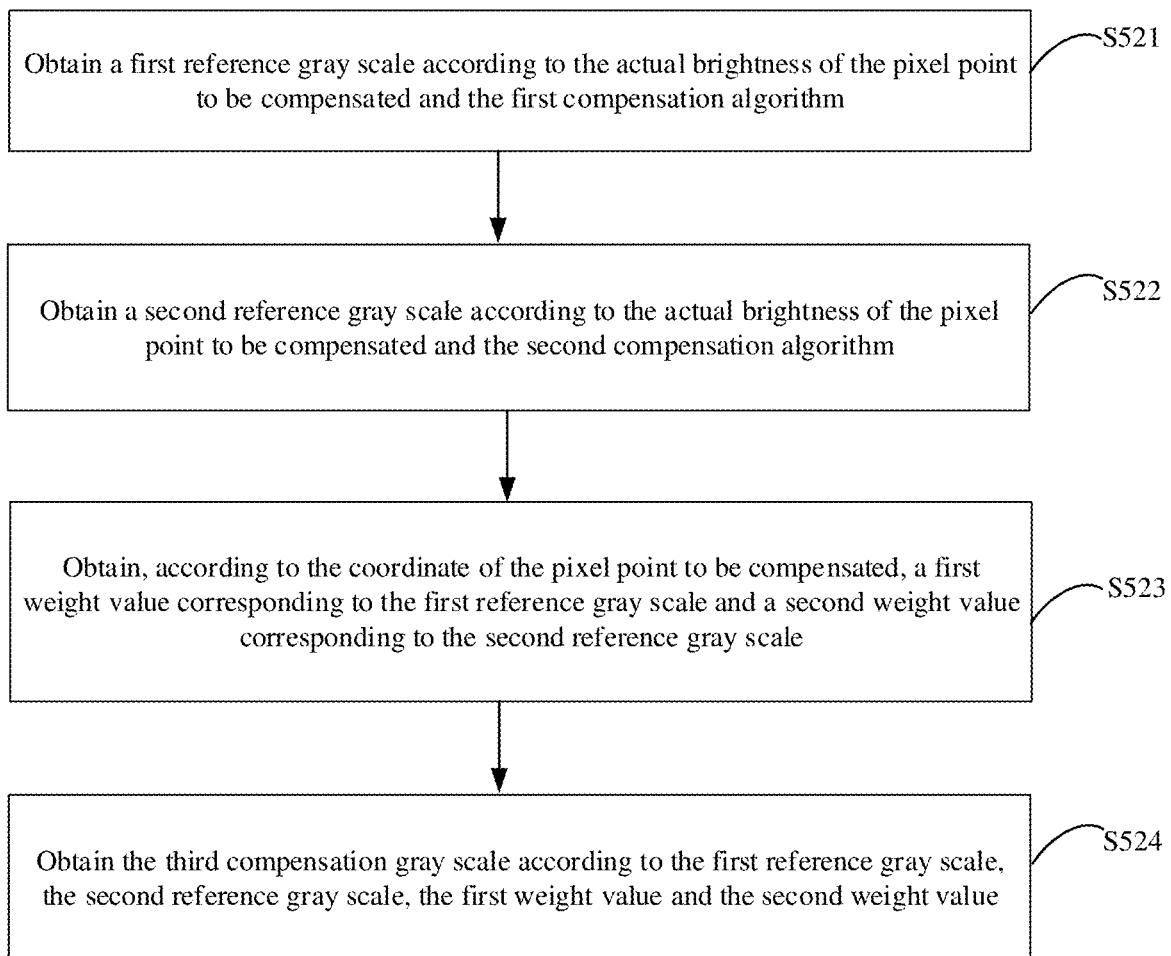 S521
Obtain a first reference gray scale according to the actual brightness of the pixel point
to be compensated and the first compensation algorithm
S522
Obtain a second reference gray scale according to the actual brightness of the pixel
point to be compensated and the second compensation algorithm
S523
Obtain, according to the coordinate of the pixel point to be compensated, a first
weight value corresponding to the first reference gray scale and a second weight value
corresponding to the second reference gray scale
S524
Obtain the third compensation gray scale according to the first reference gray scale,
the second reference gray scale, the first weight value and the second weight value